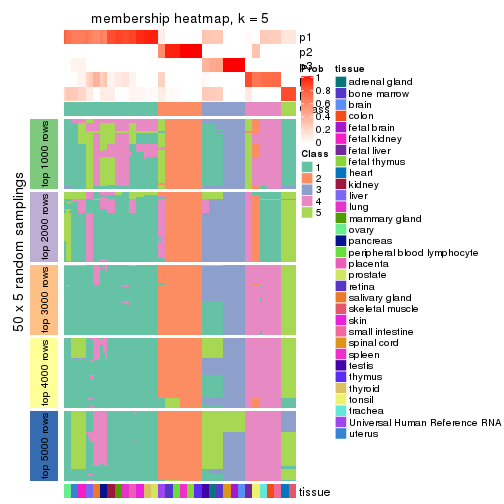 membership heatmap, k = 5
p1
p2
p3
Prob
1
0.8
0.6
0.4
0.2
0
Class
Class
1
2
3
4
5
tissue
adrenal gland
bone marrow
brain
colon
fetal brain
fetal kidney
fetal liver
fetal thymus
heart
kidney
liver
lung
mammary gland
ovary
pancreas
peripheral blood lymphocyte
placenta
prostate
retina
salivary gland
skeletal muscle
skin
small intestine
spinal cord
spleen
testis
thymus
thyroid
tonsil
trachea
Universal Human Reference RNA
uterus
50 x 5 random samplings
top 1000 rows
top 2000 rows
top 3000 rows
top 4000 rows
top 5000 rows
tissue